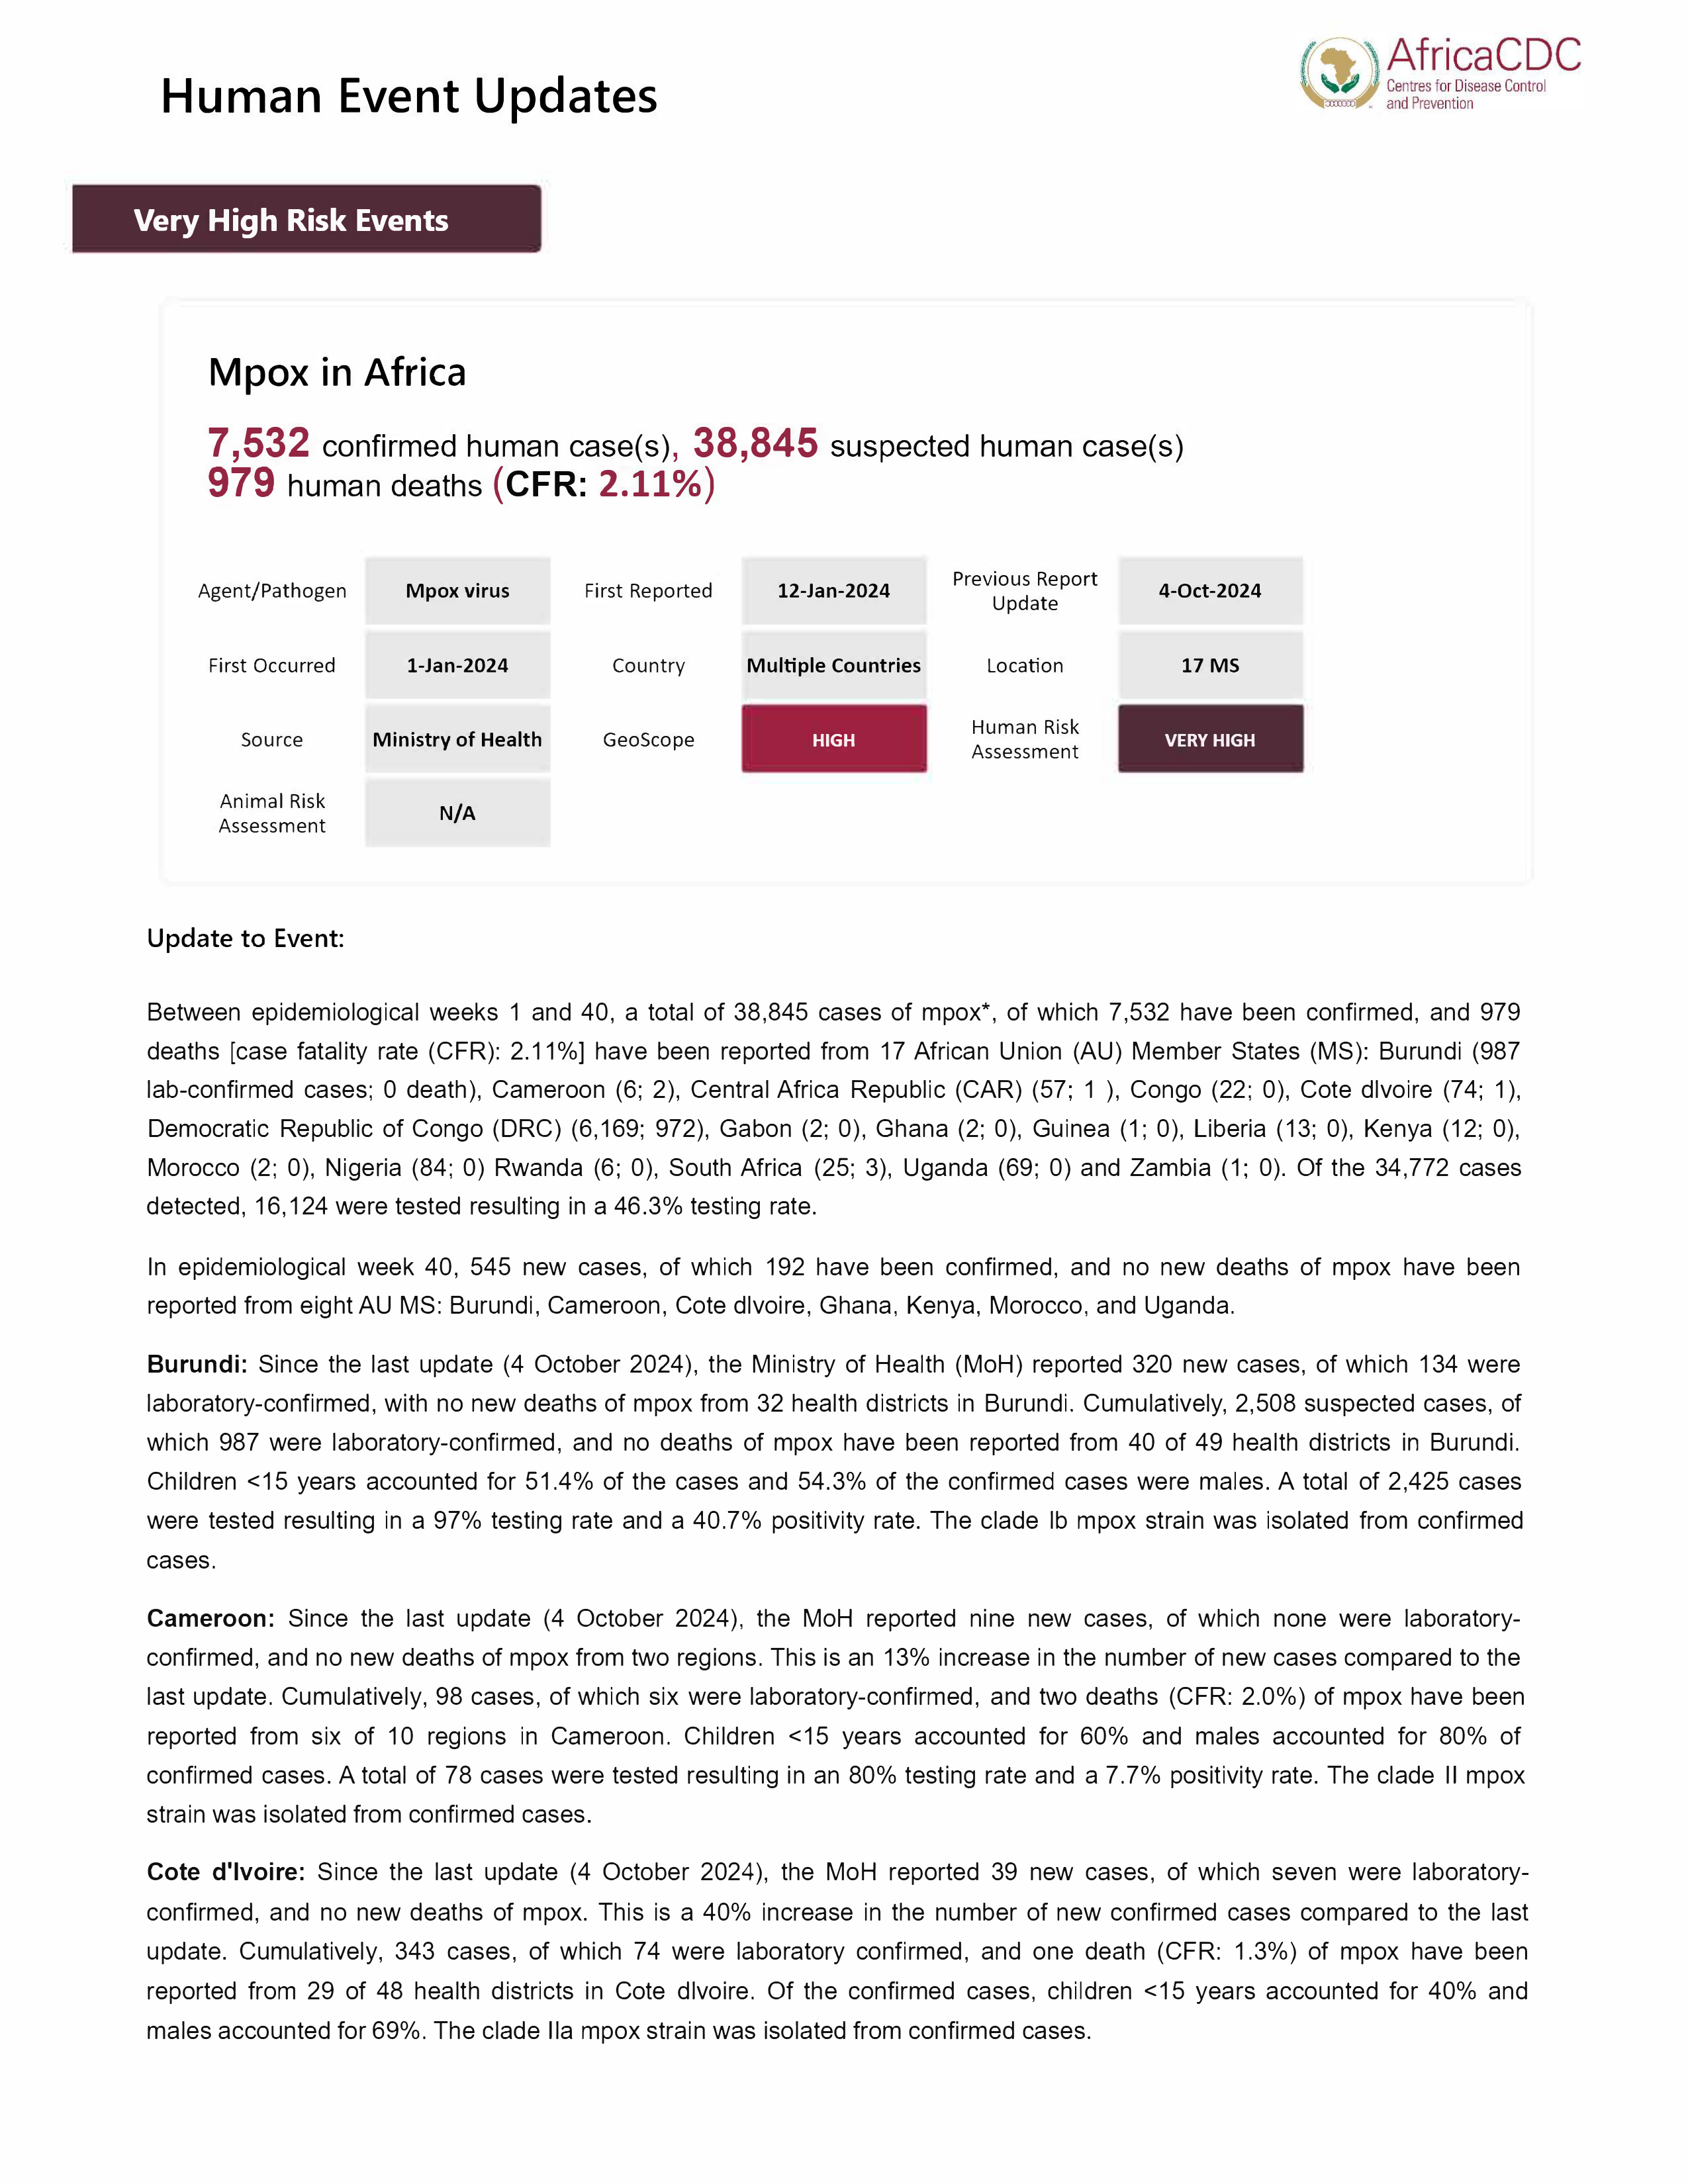 Human Event Updates
AfricaCDC
Centres for Disease Control
and Prevention
Very High Risk Events
Mpox in Africa
7,532 confirmed human case(s), 38,845 suspected human case(s)
979 human deaths (CFR: 2.11%)
Agent/Pathogen Mpox virus First Reported 12-Jan-2024 Previous Report Update 4-Oct-2024
First Occurred 1-Jan-2024 Country Multiple Countries Location 17 MS
Source Ministry of Health GeoScope HIGH Human Risk Assessment VERY HIGH
Animal Risk Assessment N/A
Update to Event:
Between epidemiological weeks 1 and 40, a total of 38,845 cases of mpox*, of which 7,532 have been confirmed, and 979
deaths [case fatality rate (CFR): 2.11%] have been reported from 17 African Union (AU) Member States (MS): Burundi (987
lab-confirmed cases; 0 death), Cameroon (6; 2), Central Africa Republic (CAR) (57; 1 ), Congo (22; 0), Cote dIvoire (74; 1),
Democratic Republic of Congo (DRC) (6,169; 972), Gabon (2; 0), Ghana (2; 0), Guinea (1; 0), Liberia (13; 0), Kenya (12; 0),
Morocco (2; 0), Nigeria (84; 0) Rwanda (6; 0), South Africa (25; 3), Uganda (69; 0) and Zambia (1; 0). Of the 34,772 cases
detected, 16,124 were tested resulting in a 46.3% testing rate.
In epidemiological week 40, 545 new cases, of which 192 have been confirmed, and no new deaths of mpox have been
reported from eight AU MS: Burundi, Cameroon, Cote dIvoire, Ghana, Kenya, Morocco, and Uganda.
Burundi: Since the last update (4 October 2024), the Ministry of Health (MoH) reported 320 new cases, of which 134 were
laboratory-confirmed, with no new deaths of mpox from 32 health districts in Burundi. Cumulatively, 2,508 suspected cases, of
which 987 were laboratory-confirmed, and no deaths of mpox have been reported from 40 of 49 health districts in Burundi.
Children <15 years accounted for 51.4% of the cases and 54.3% of the confirmed cases were males. A total of 2,425 cases
were tested resulting in a 97% testing rate and a 40.7% positivity rate. The clade Ib mpox strain was isolated from confirmed
cases.
Cameroon: Since the last update (4 October 2024), the MoH reported nine new cases, of which none were laboratory-
confirmed, and no new deaths of mpox from two regions. This is an 13% increase in the number of new cases compared to the
last update. Cumulatively, 98 cases, of which six were laboratory-confirmed, and two deaths (CFR: 2.0%) of mpox have been
reported from six of 10 regions in Cameroon. Children <15 years accounted for 60% and males accounted for 80% of
confirmed cases. A total of 78 cases were tested resulting in an 80% testing rate and a 7.7% positivity rate. The clade II mpox
strain was isolated from confirmed cases.
Cote d'Ivoire: Since the last update (4 October 2024), the MoH reported 39 new cases, of which seven were laboratory-
confirmed, and no new deaths of mpox. This is a 40% increase in the number of new confirmed cases compared to the last
update. Cumulatively, 343 cases, of which 74 were laboratory confirmed, and one death (CFR: 1.3%) of mpox have been
reported from 29 of 48 health districts in Cote dIvoire. Of the confirmed cases, children <15 years accounted for 40% and
males accounted for 69%. The clade IIa mpox strain was isolated from confirmed cases.